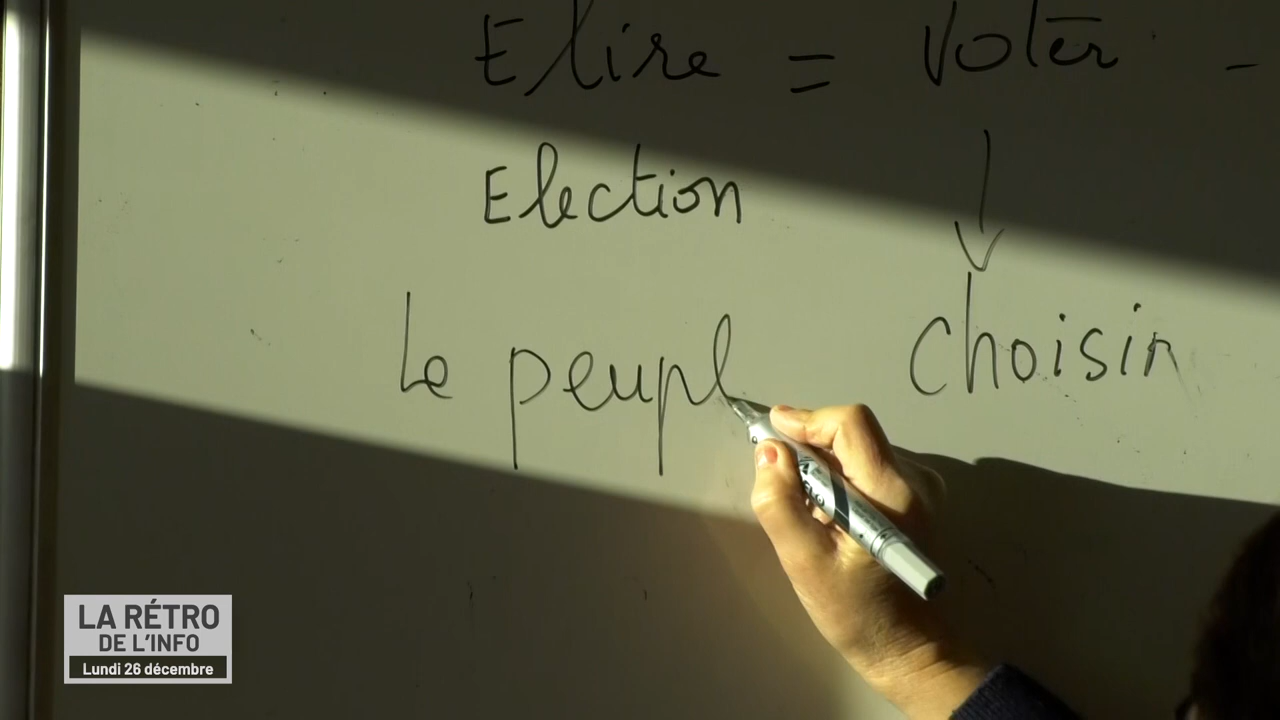 Elire = Voter -
Election
Le peupl
choisir
LA RÉTRO
DE L'INFO
Lundi 26 décembre